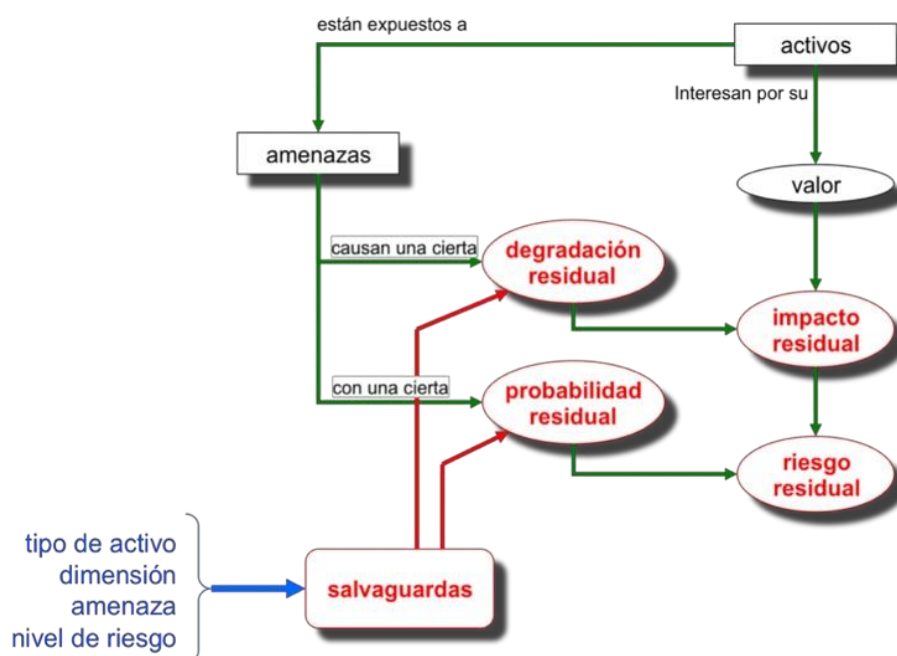 están expuestos a
activos
Interesan por su
amenazas
valor
causan una cierta
degradación
residual
impacto
residual
con una cierta
probabilidad
residual
riesgo
residual
tipo de activo
dimensión
amenaza
nivel de riesgo
salvaguardas